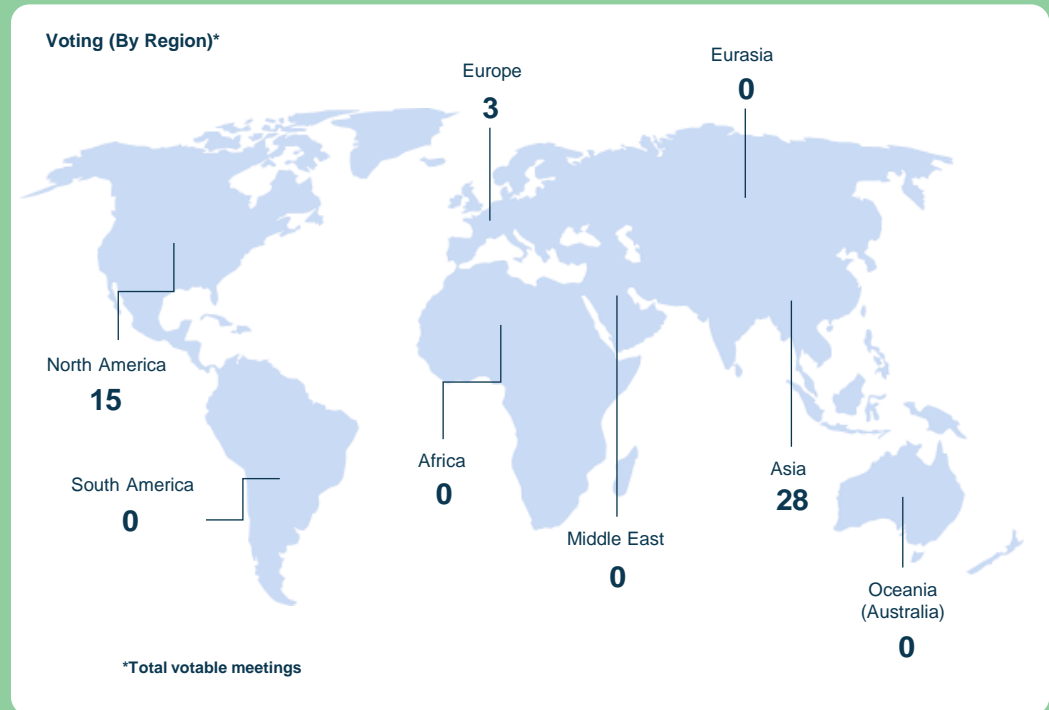 Voting (By Region)*
Eurasia
0
Europe
3
North America
15
South America
0
Africa
0
Middle East
0
Asia
28
Oceania
(Australia)
0
*Total votable meetings